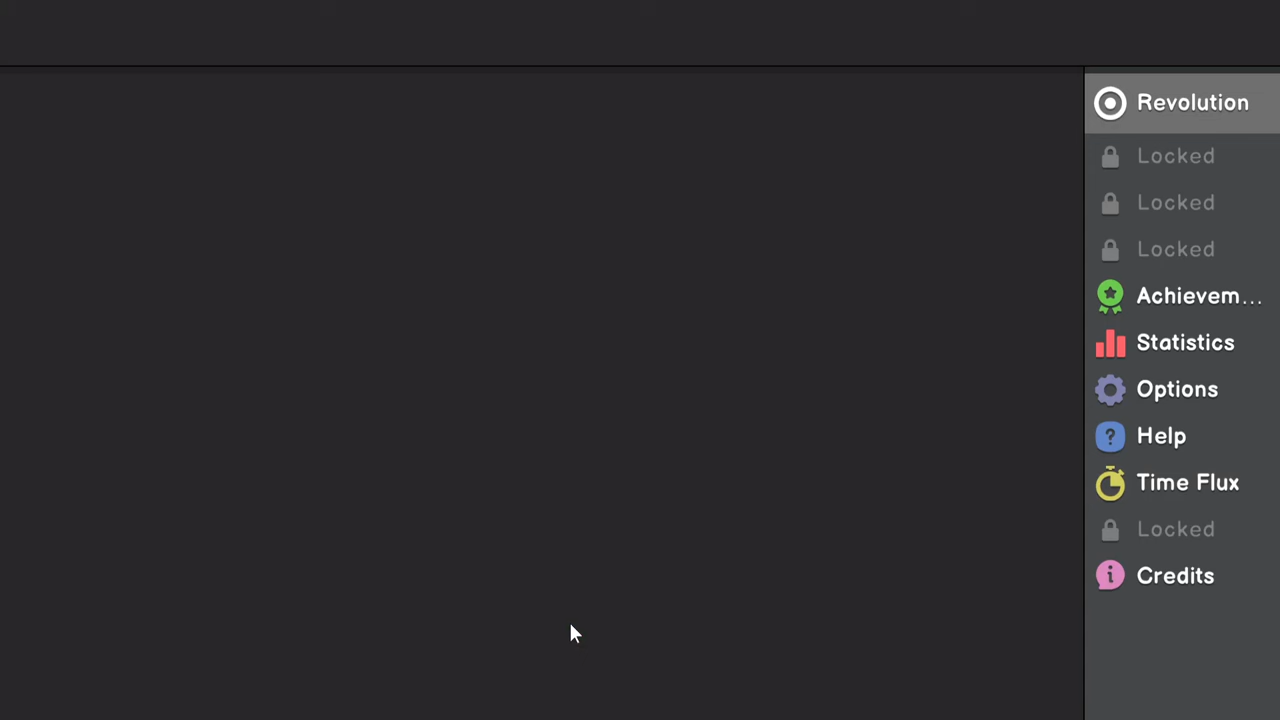 Revolution
Locked
Locked
Locked
Achievem...
Statistics
Options
Help
Time Flux
Locked
Credits